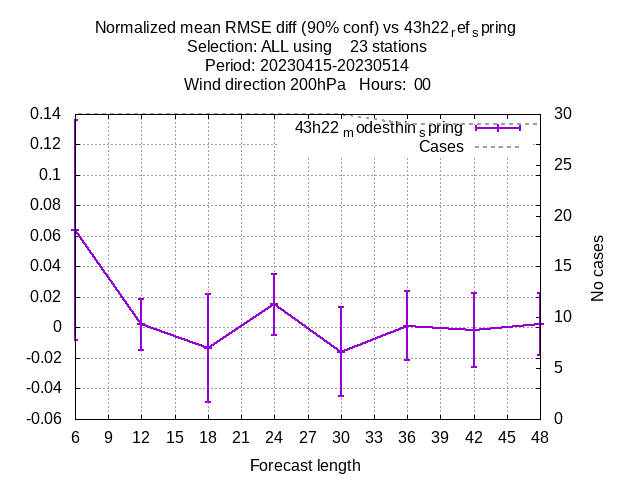 Normalized mean RMSE diff (90% conf) vs 43h22refspring
Selection: ALL using 23 stations
Period: 20230415-20230514
Wind direction 200hPa Hours: 00
0.14
0.12
0.1
0.08
0.06
0.04
0.02
0
-0.02
-0.04
-0.06
43h22modesthinspring
Cases
30
25
20
15
10
5
0
No cases
6 9 12 15 18 21 24 27 30 33 36 39 42 45 48
Forecast length